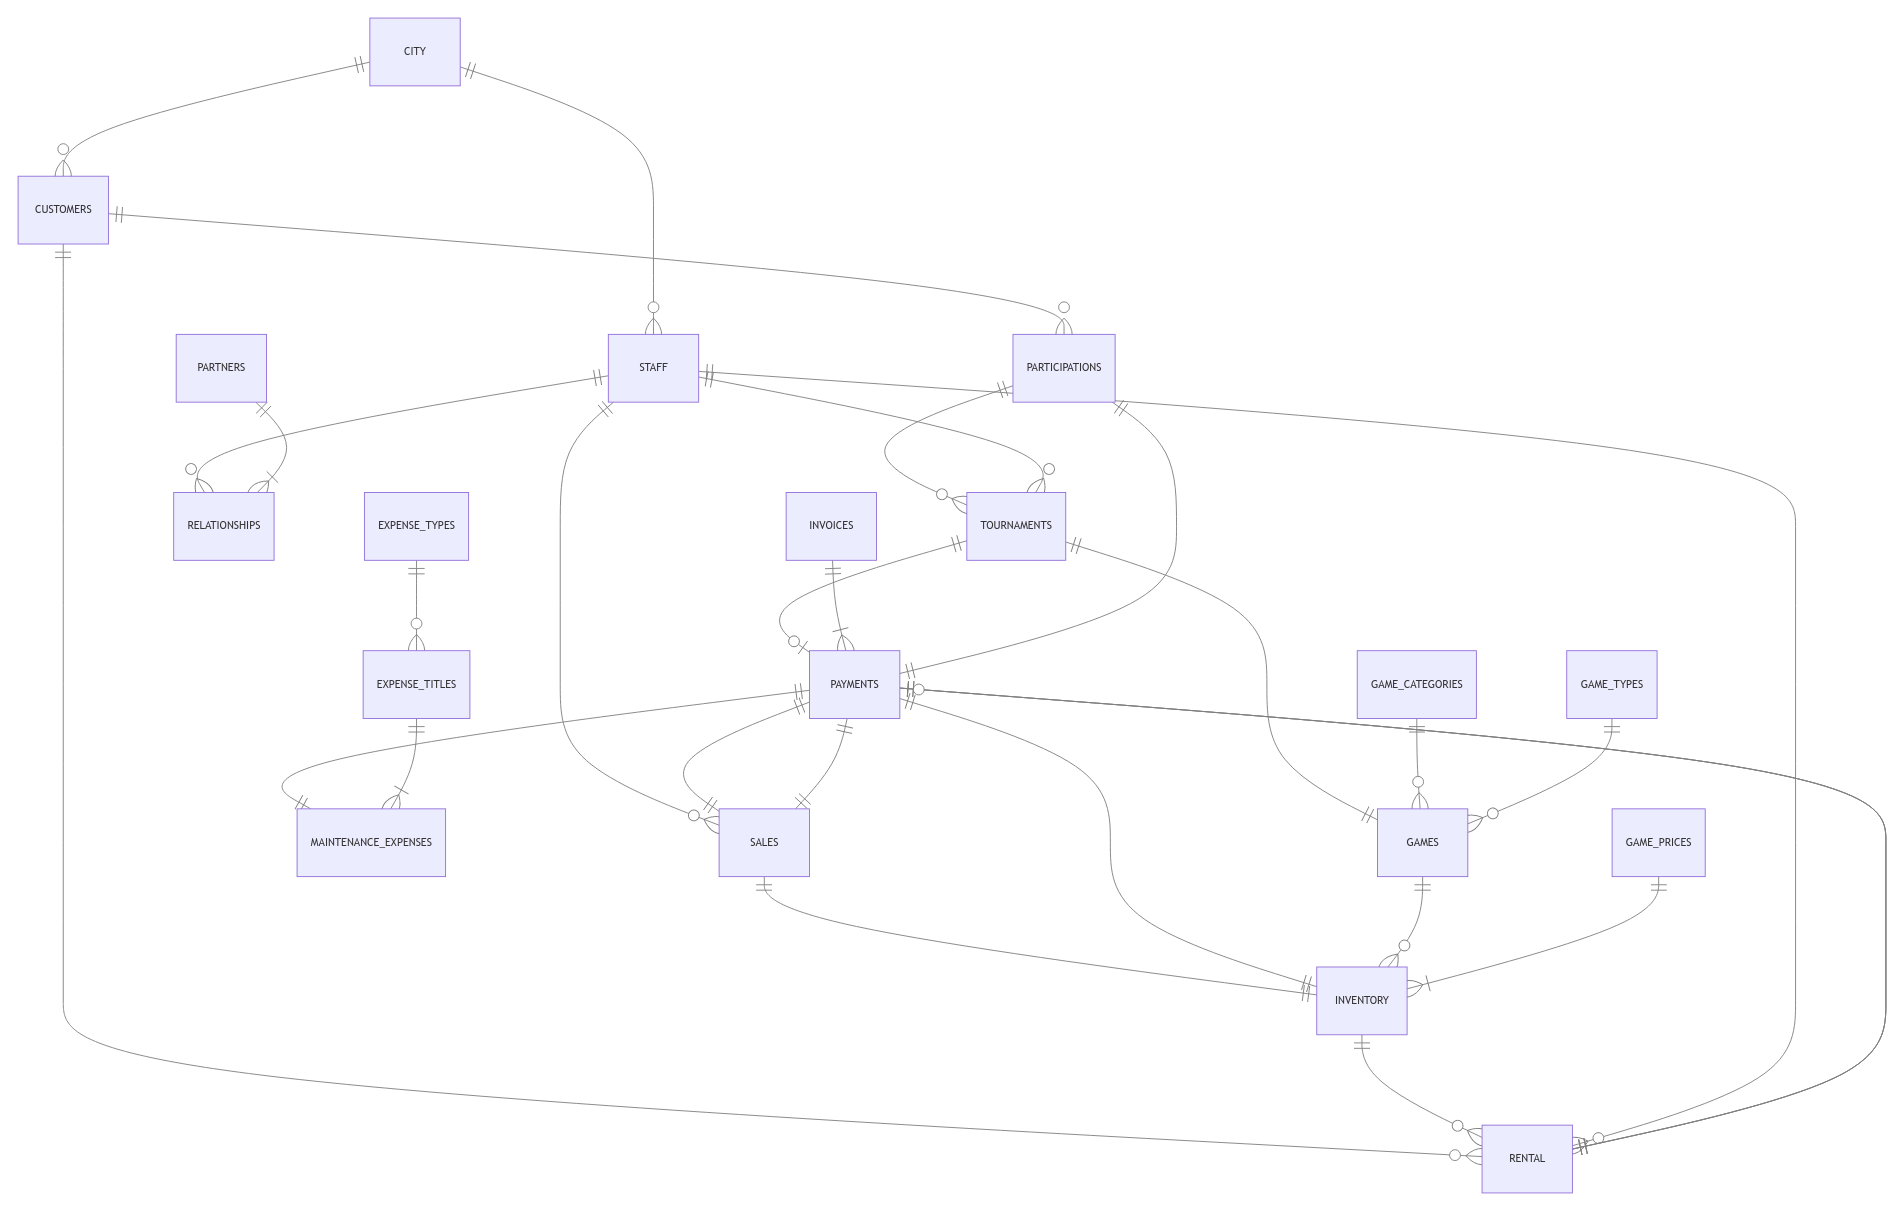 CITY
CUSTOMERS
PARTNERS
STAFF
PARTICIPATIONS
RELATIONSHIPS
EXPENSE_TYPES
INVOICES
TOURNAMENTS
EXPENSE_TITLES
PAYMENTS
GAME_CATEGORIES
GAME_TYPES
MAINTENANCE_EXPENSES
SALES
GAMES
GAME_PRICES
INVENTORY
RENTAL